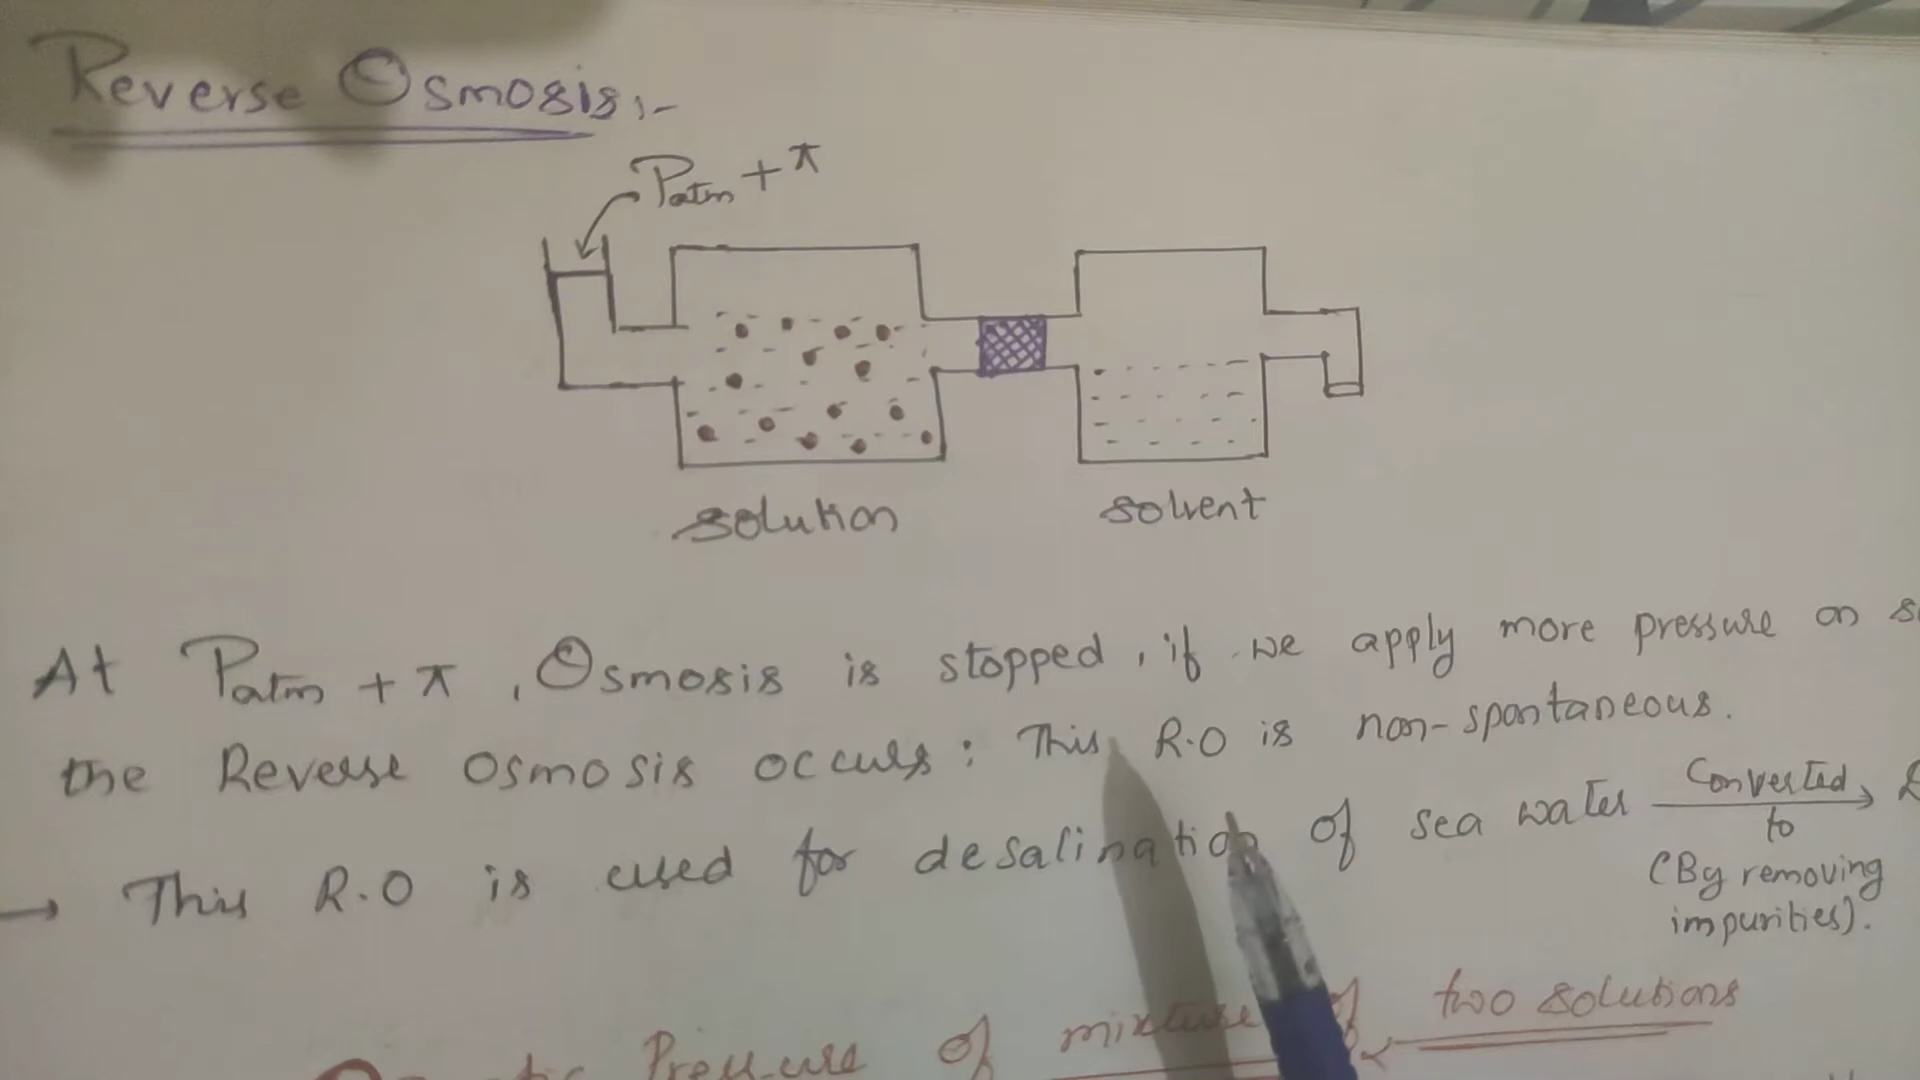 Reverse Osmosis:-
Patm + π
solution
solvent
At Patm + π, Osmosis is stopped, if we apply more pressure on
the Reverse Osmosis occurs: This R.O is non-spontaneous.
→ This R.O is used for desalination of sea water Converted to →
(By removing
impurities).
Pressure of mixture of two solutions